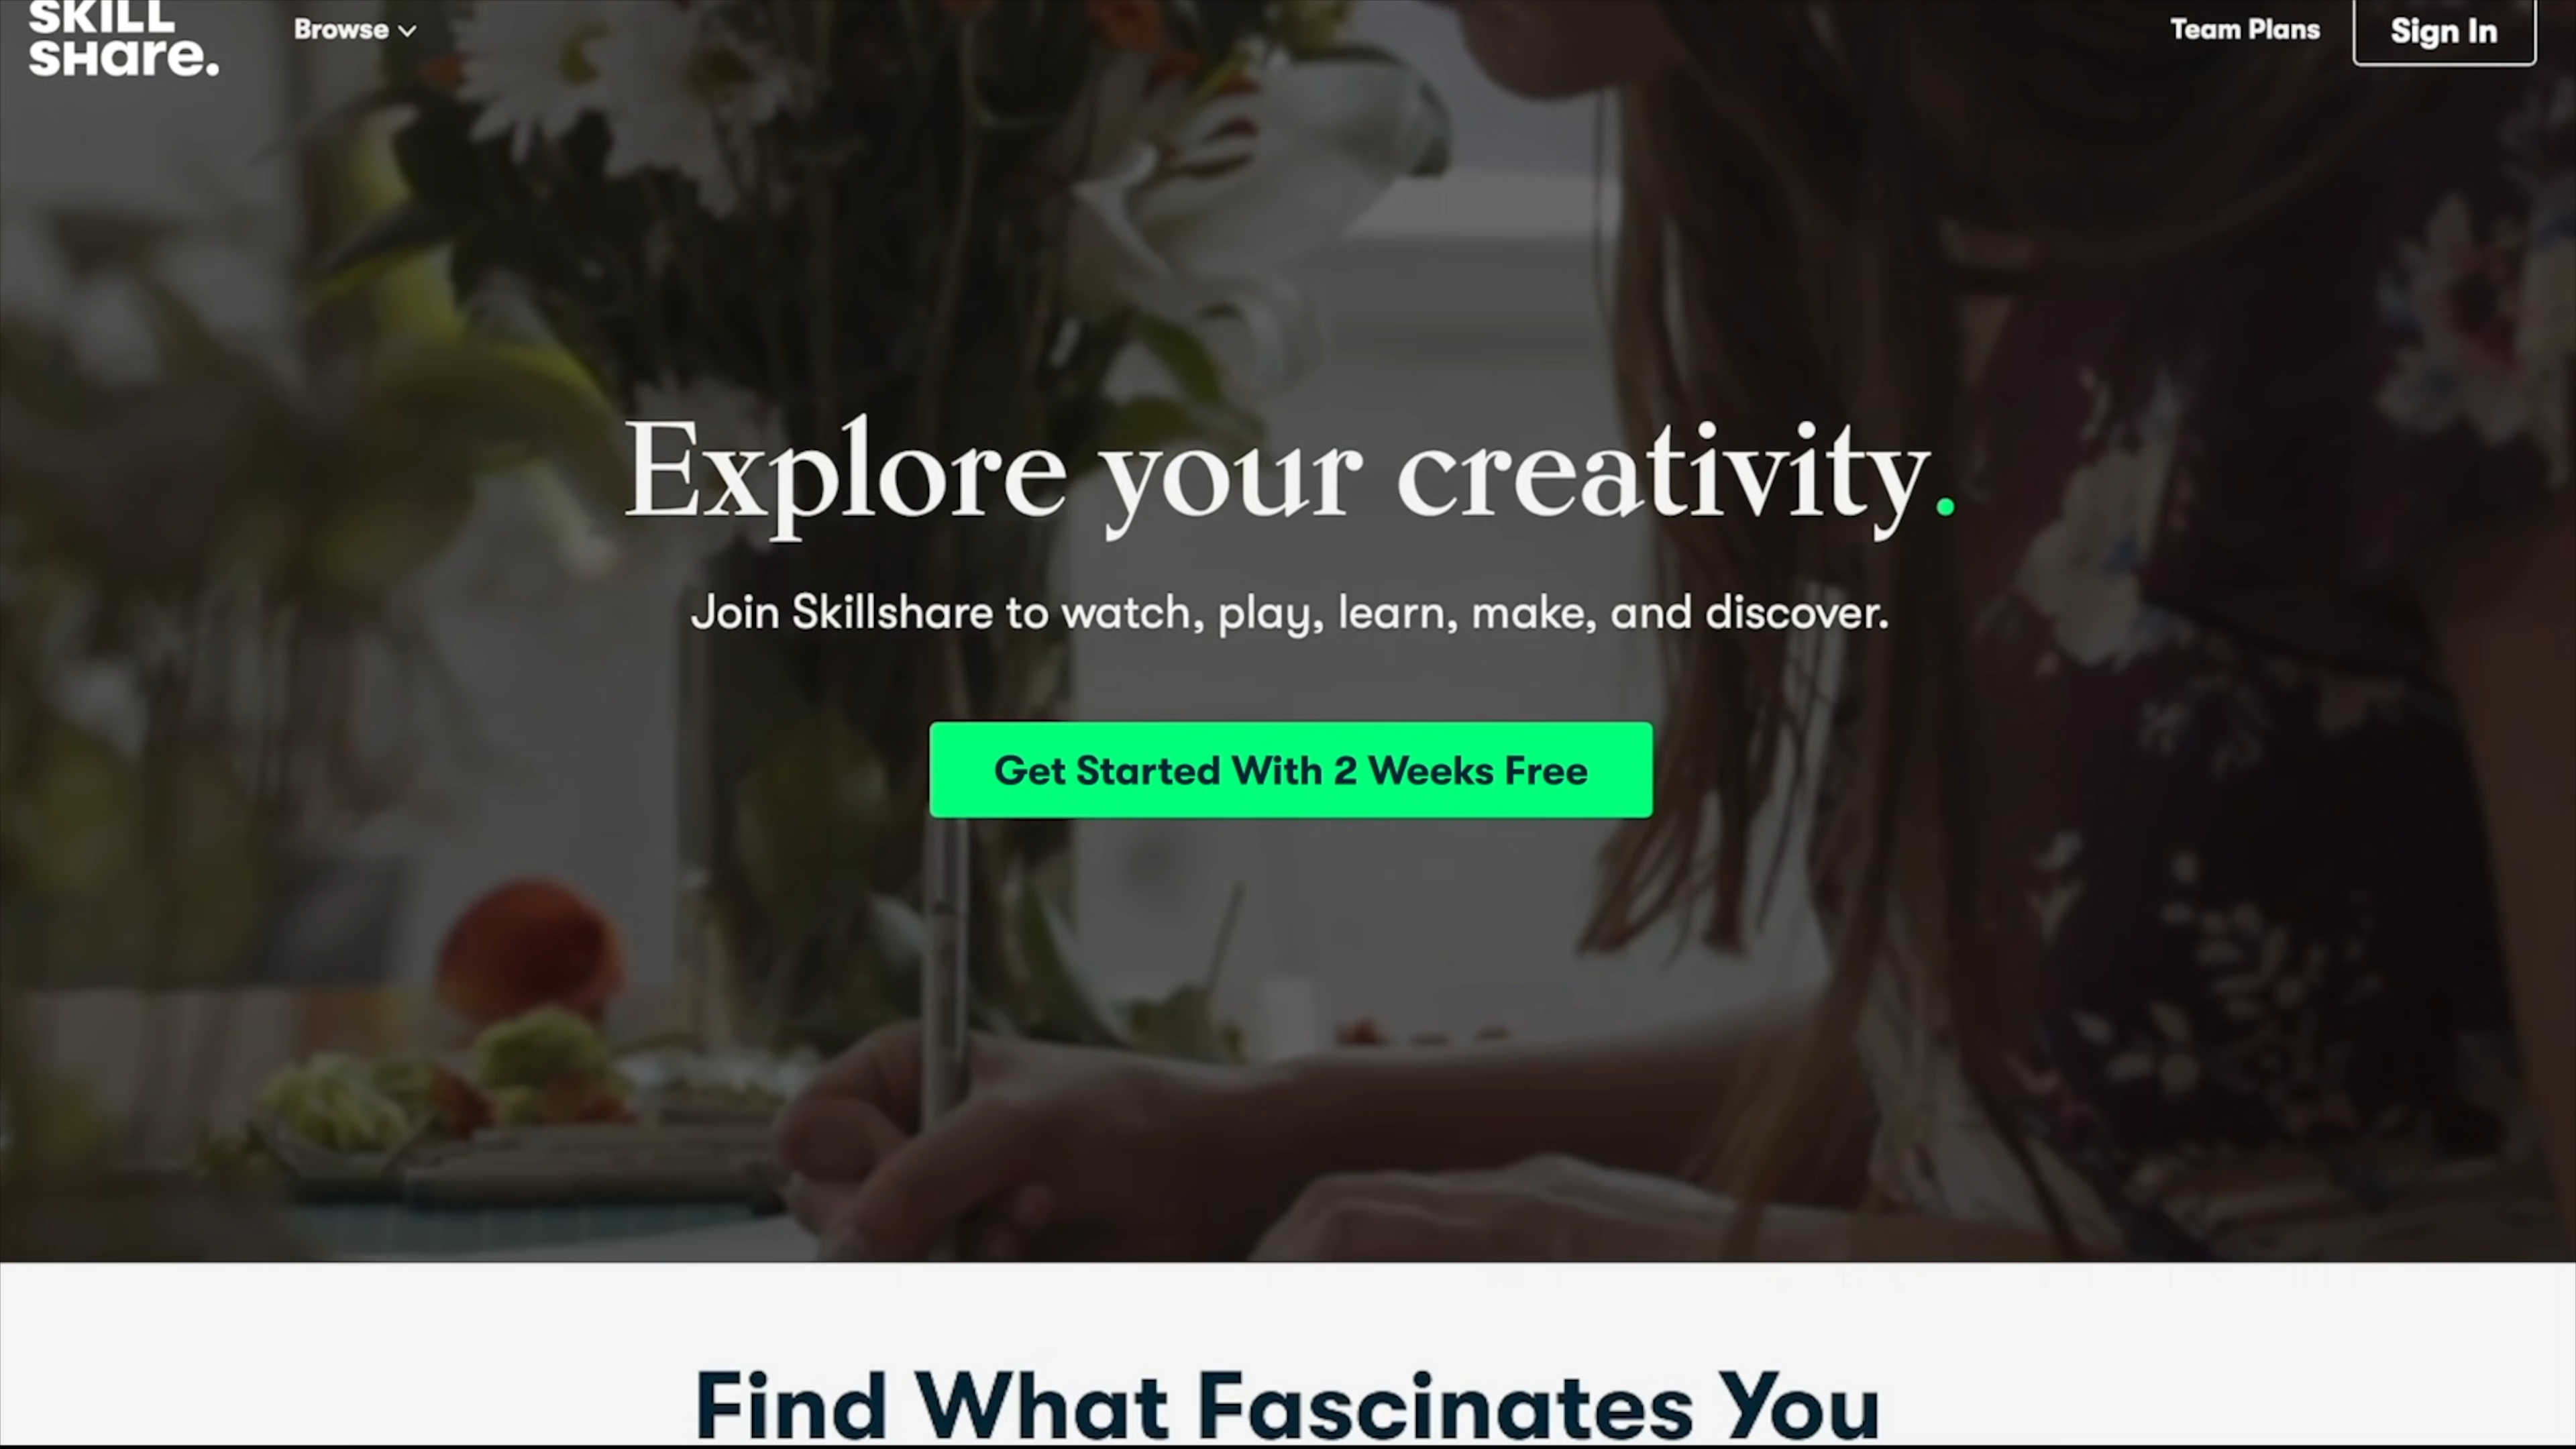 SKILL
SHare.
Browse
Team Plans
Sign In
Explore your creativity.
Join Skillshare to watch, play, learn, make, and discover.
Get Started With 2 Weeks Free
Find What Fascinates You